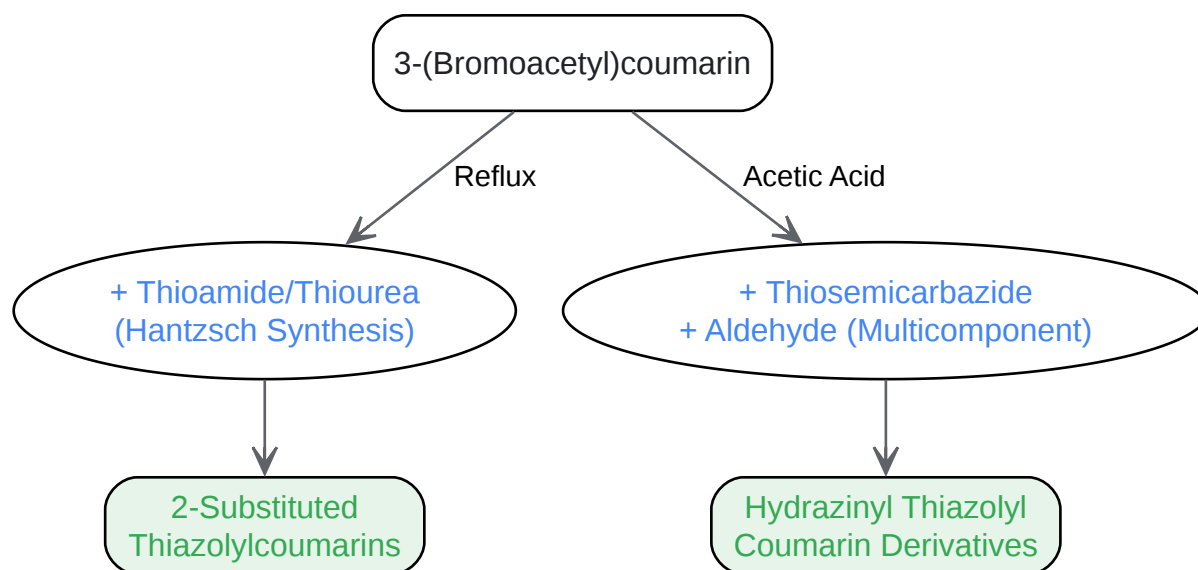 3-(Bromoacetyl)coumarin
Reflux
Acetic Acid
+ Thioamide/Thiourea
(Hantzsch Synthesis)
+ Thiosemicarbazide
+ Aldehyde (Multicomponent)
2-Substituted
Thiazolylcoumarins
Hydrazinyl Thiazolyl
Coumarin Derivatives